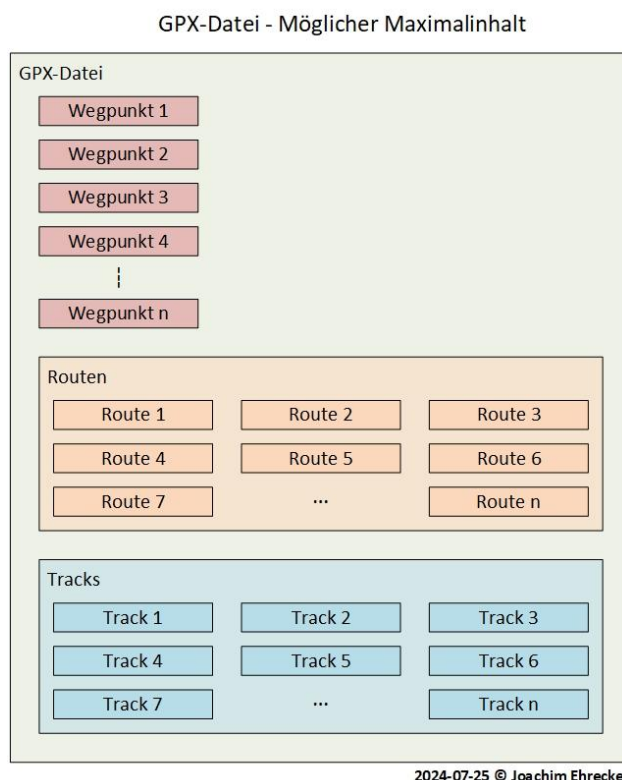 GPX-Datei - Möglicher Maximalinhalt
GPX-Datei
Wegpunkt 1
Wegpunkt 2
Wegpunkt 3
Wegpunkt 4
Wegpunkt n
Routen
Route 1 Route 2 Route 3
Route 4 Route 5 Route 6
Route 7 ... Route n
Tracks
Track 1 Track 2 Track 3
Track 4 Track 5 Track 6
Track 7 ... Track n
2024-07-25 © Joachim Ehrecke